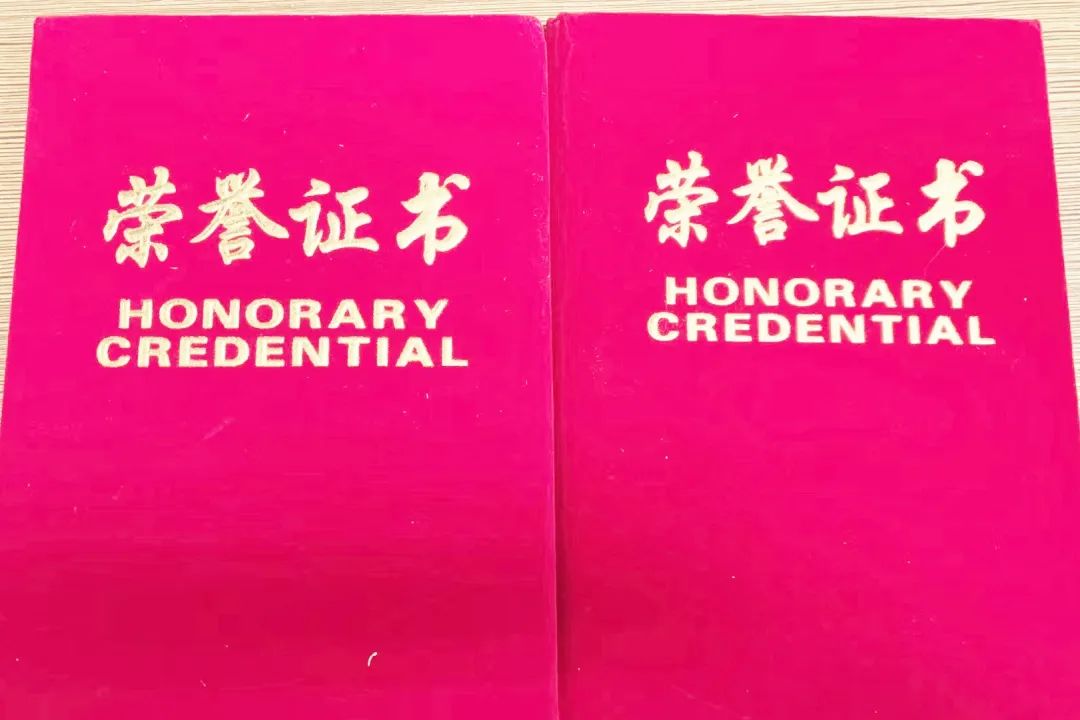 荣誉证书
HONORARY
CREDENTIAL
荣誉证书
HONORARY
CREDENTIAL